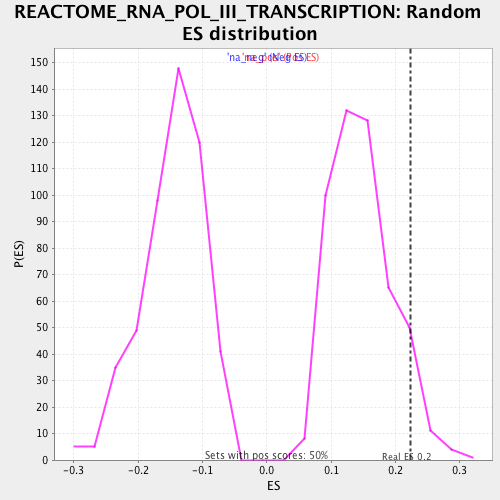 REACTOME_RNA_POL_III_TRANSCRIPTION: Random
ES distribution
150
140
130
120
110
100
90
80
70
60
50
40
30
20
10
0
P(ES)
Sets with pos scores: 50%
Real ES 0.2
-0.3 -0.2 -0.1 0.0 0.1 0.2 0.3
ES